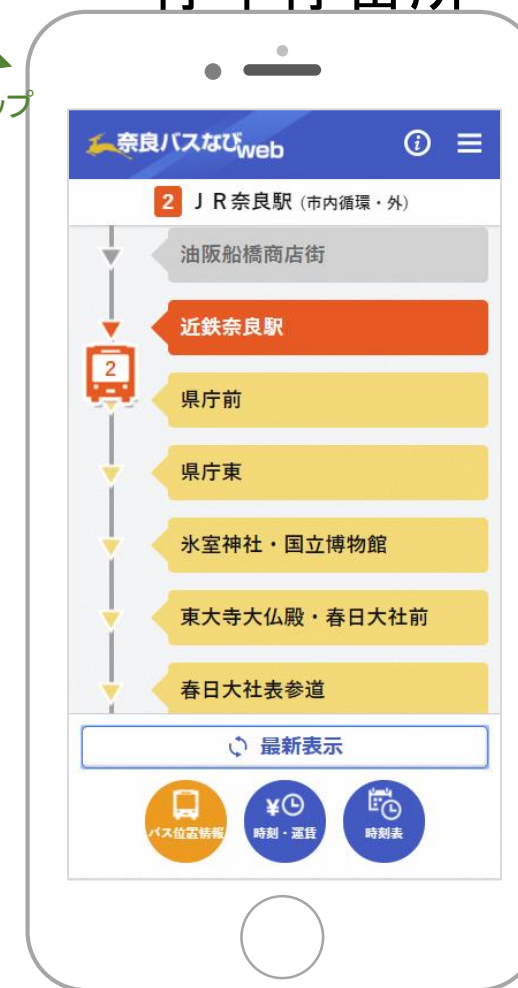 ップ
奈良バスなびweb
2 ＪＲ奈良駅（市内循環・外）
油阪船橋商店街
近鉄奈良駅
2
県庁前
県庁東
氷室神社・国立博物館
東大寺大仏殿・春日大社前
春日大社表参道
最新表示
バス位置情報
時刻・運賃
時刻表